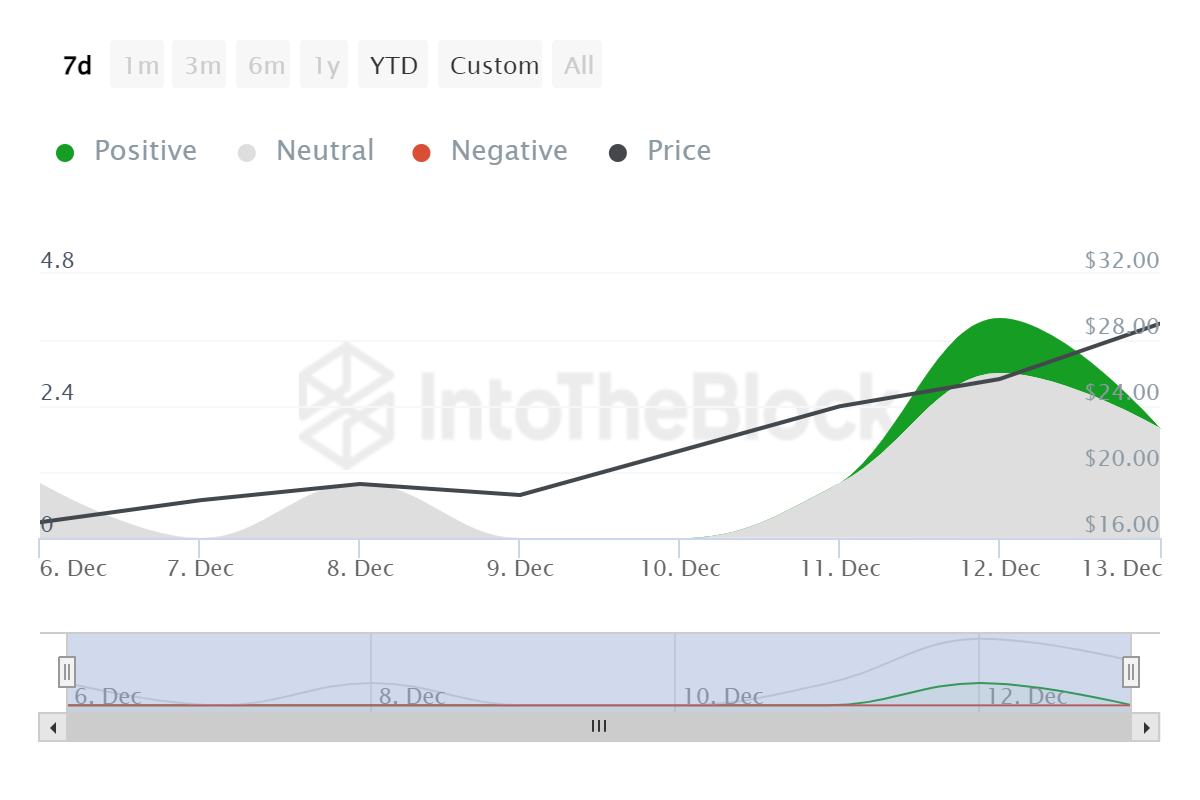 7d 1m 3m 6m 1y YTD Custom All
Positive Neutral Negative Price
4.8 $32.00
$28.00
2.4 $24.00
IntoTheBlock
$20.00
0 $16.00
6. Dec 7. Dec 8. Dec 9. Dec 10. Dec 11. Dec 12. Dec 13. Dec
6. Dec 8. Dec 10. Dec 12. Dec